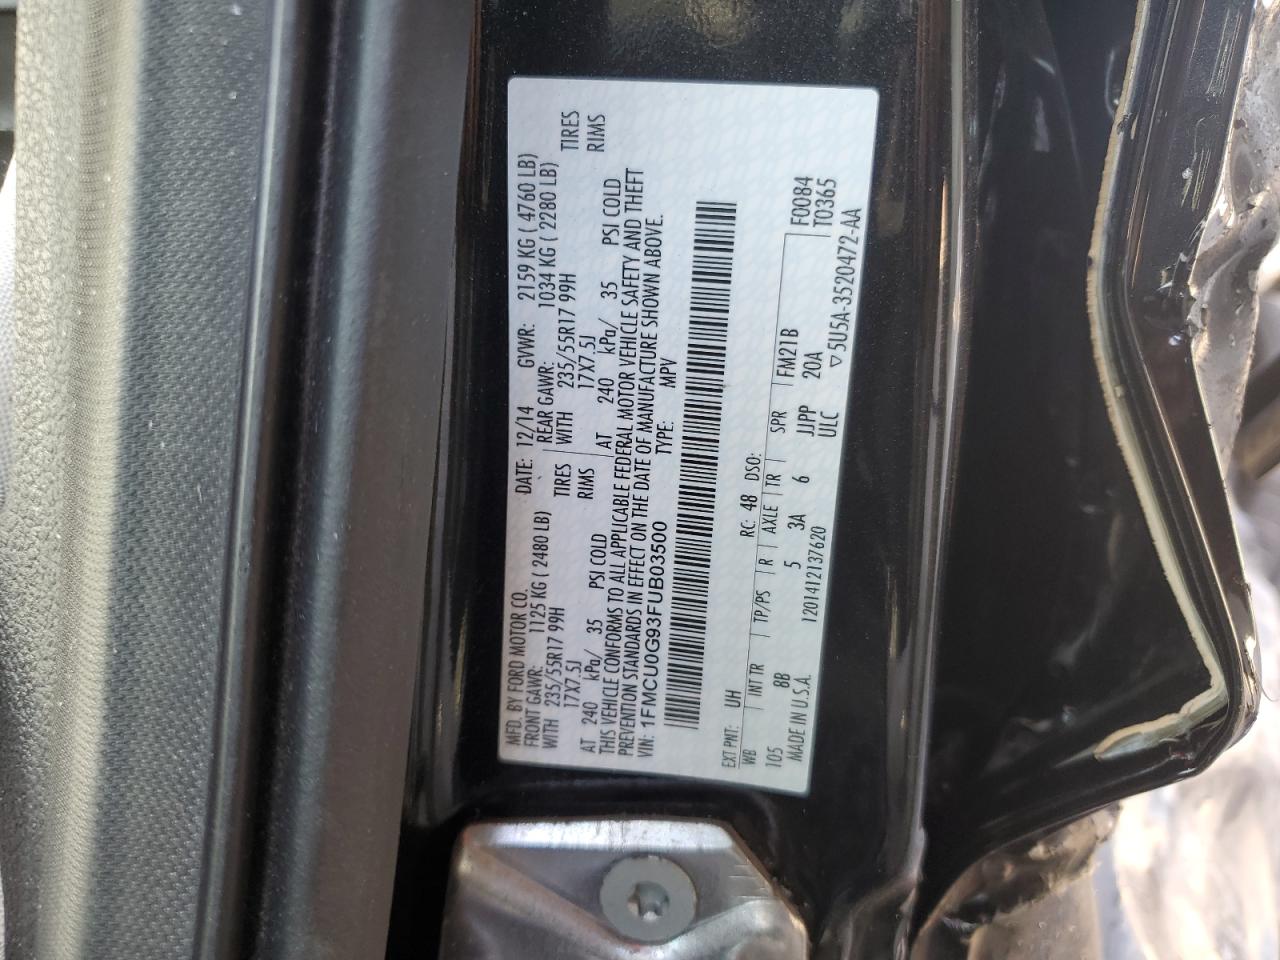 MFD. BY FORD MOTOR CO. DATE: 12/14 GVWR: 2159 KG ( 4760 LB)
FRONT GAWR: 1125 KG ( 2480 LB) REAR GAWR: 1034 KG ( 2280 LB)
WITH 235/55R17 99H TIRES WITH 235/55R17 99H TIRES
17X7.5J RIMS 17X7.5J RIMS
AT 240 kPa/ 35 PSI COLD AT 240 kPa/ 35 PSI COLD
THIS VEHICLE CONFORMS TO ALL APPLICABLE FEDERAL MOTOR VEHICLE SAFETY AND THEFT
PREVENTION STANDARDS IN EFFECT ON THE DATE OF MANUFACTURE SHOWN ABOVE.
VIN: 1FMCU0G93FUB03500 TYPE: MPV
EXT PNT: UH RC: 48 DSO: F0084
WB INT TR TP/PS R AXLE TR SPR FM21B T0365
105 8B 5 3A 6 JJPP 20A
MADE IN U.S.A. 1201412137620 ULC ▽5U5A-3520472-AA